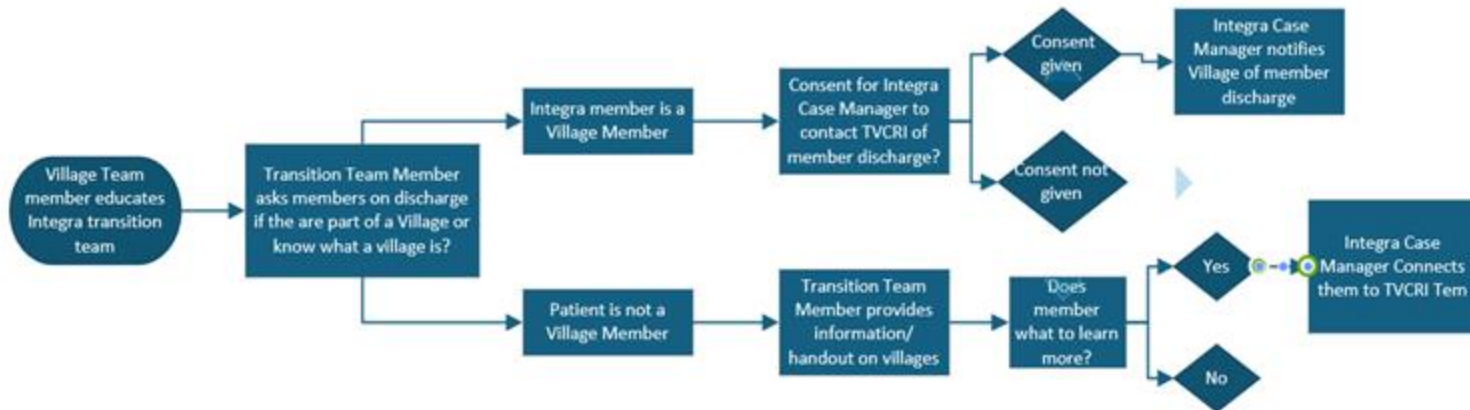 Village Team
member educates
Integra transition
team
Transition Team Member
asks members on discharge
if the are part of a Village or
know what a village is?
Integra member is a
Village Member
Consent for Integra
Case Manager to
contact TVCRI of
member discharge?
Consent
given
Integra Case
Manager notifies
Village of member
discharge
Consent not
given
Patient is not a
Village Member
Transition Team
Member provides
information/
handout on villages
Does
member
what to learn
more?
Yes
Integra Case
Manager Connects
them to TVCRI Tem
No